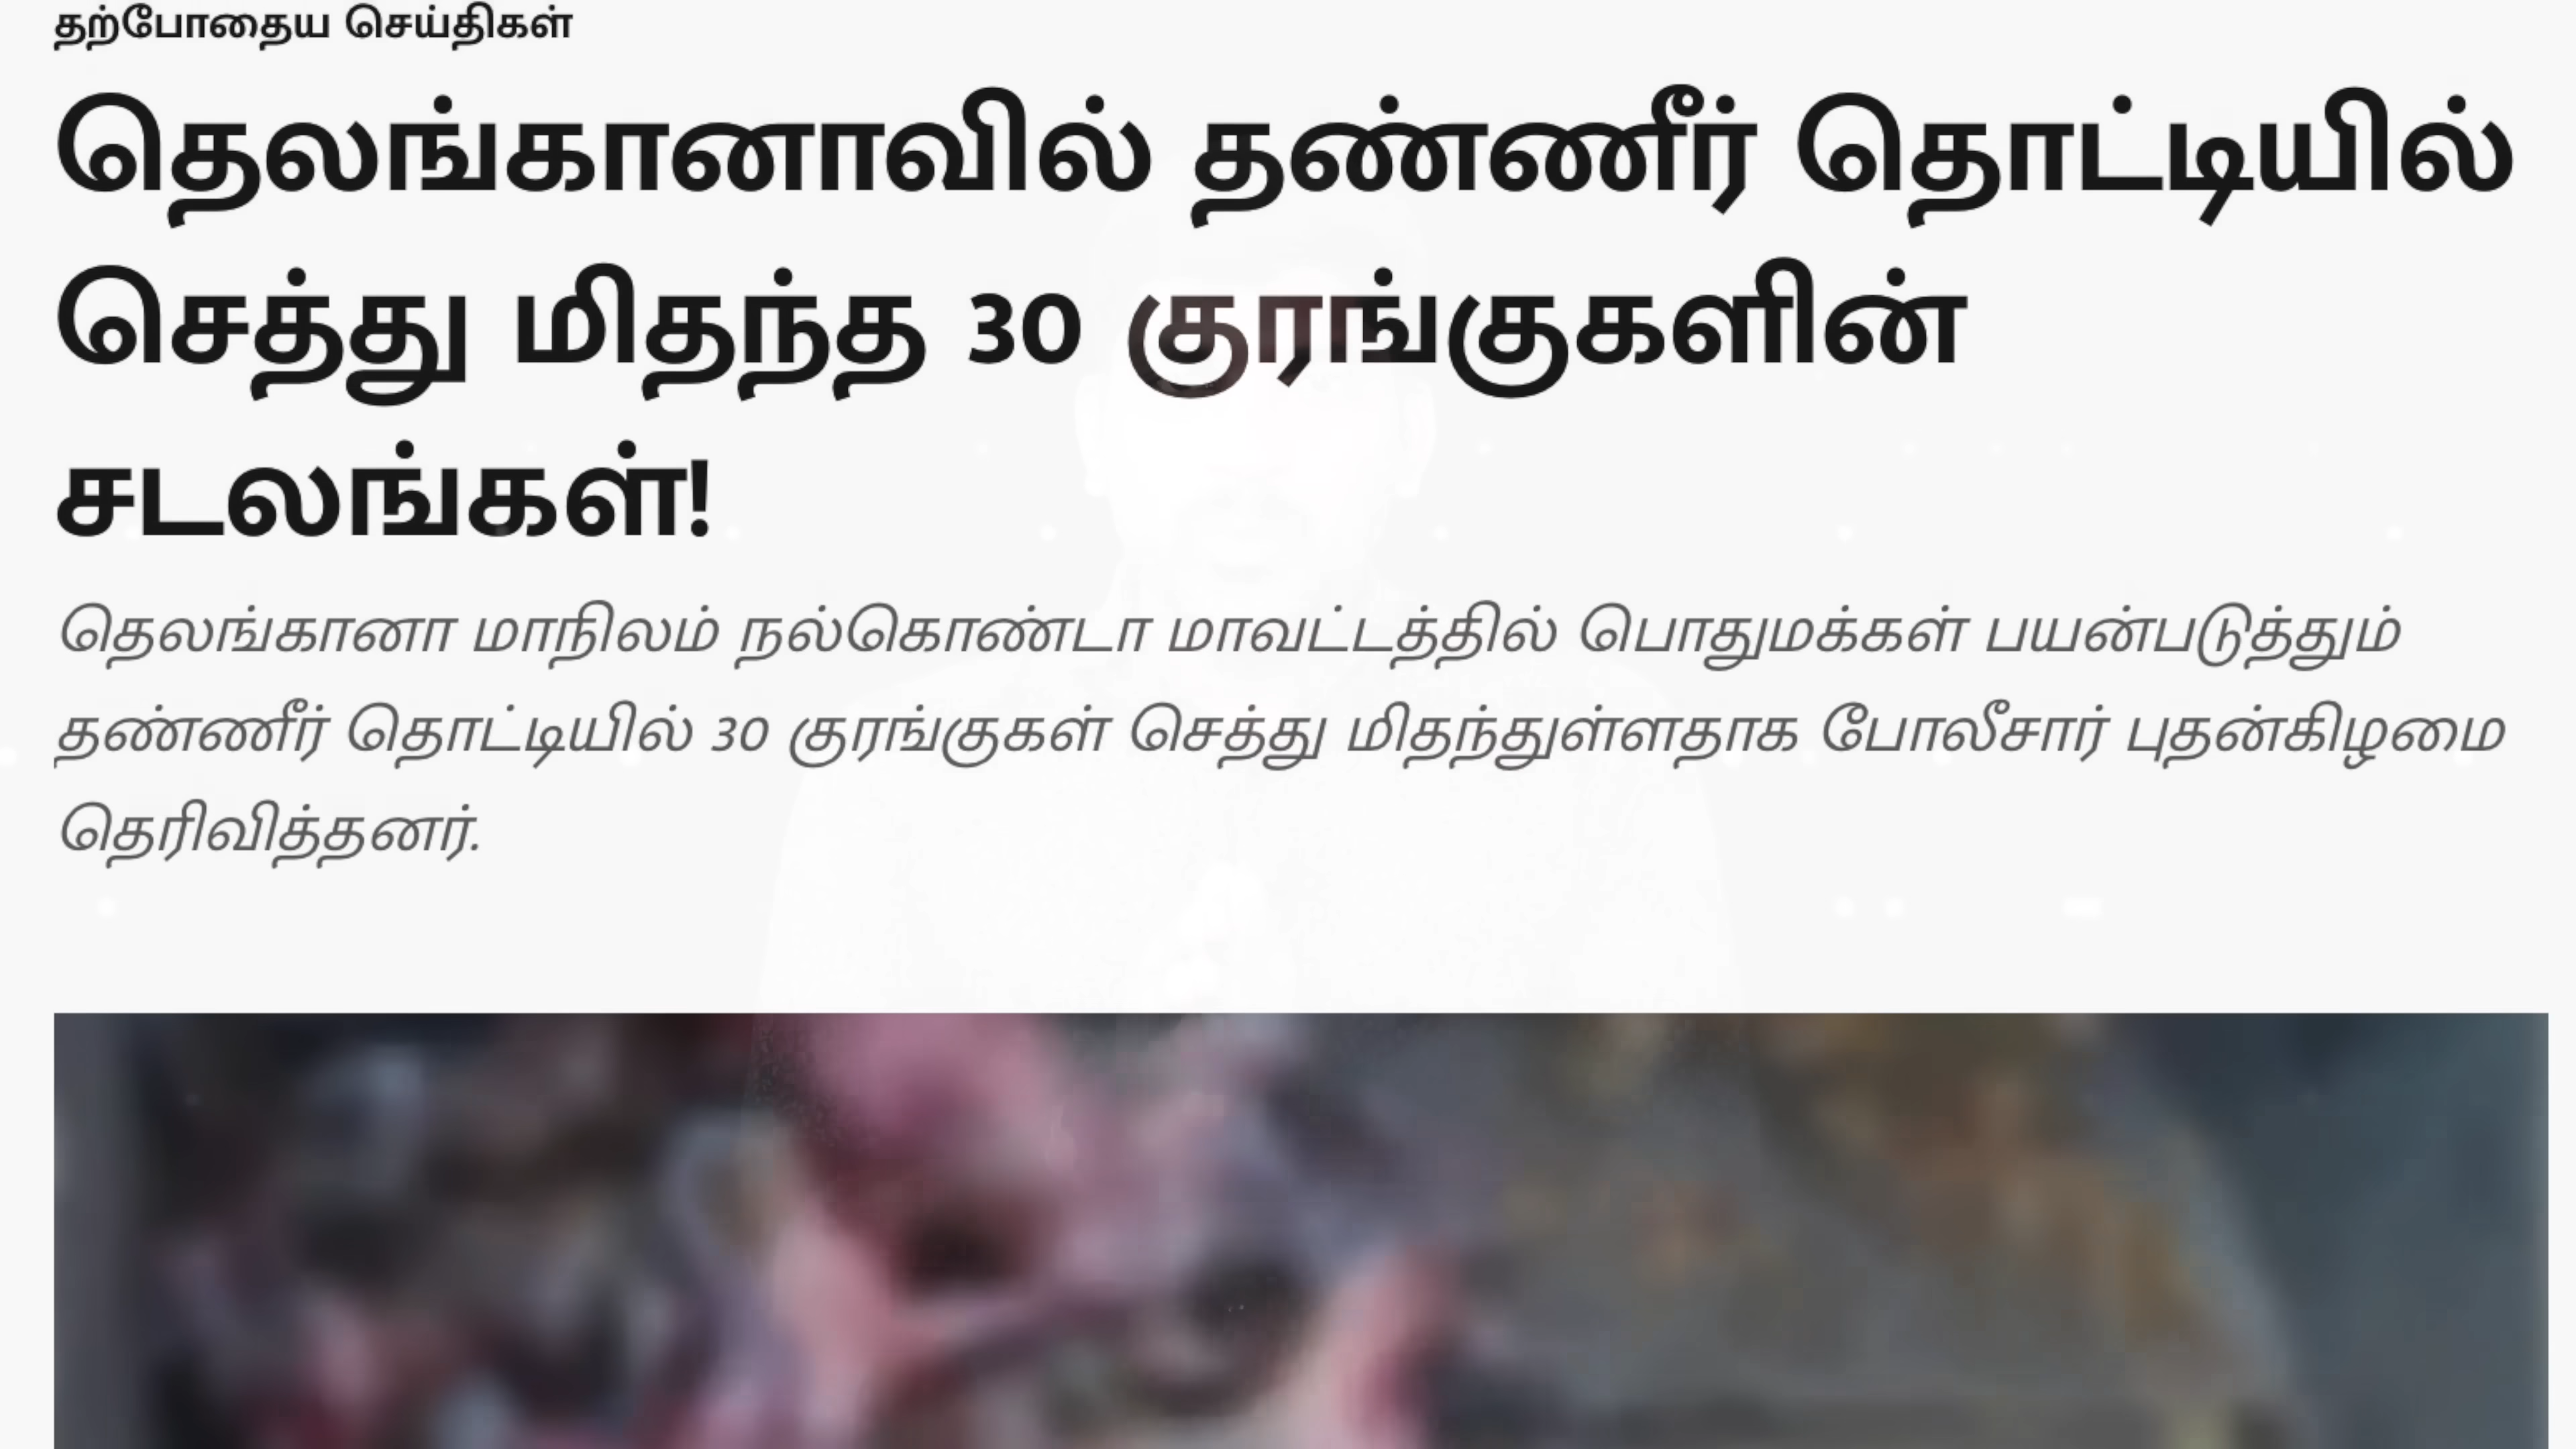 தற்போதைய செய்திகள்
தெலங்கானாவில் தண்ணீர் தொட்டியில்
செத்து மிதந்த 30 குரங்குகளின்
சடலங்கள்!
தெலங்கானா மாநிலம் நல்கொண்டா மாவட்டத்தில் பொதுமக்கள் பயன்படுத்தும்
தண்ணீர் தொட்டியில் 30 குரங்குகள் செத்து மிதந்துள்ளதாக போலீசார் புதன்கிழமை
தெரிவித்தனர்.